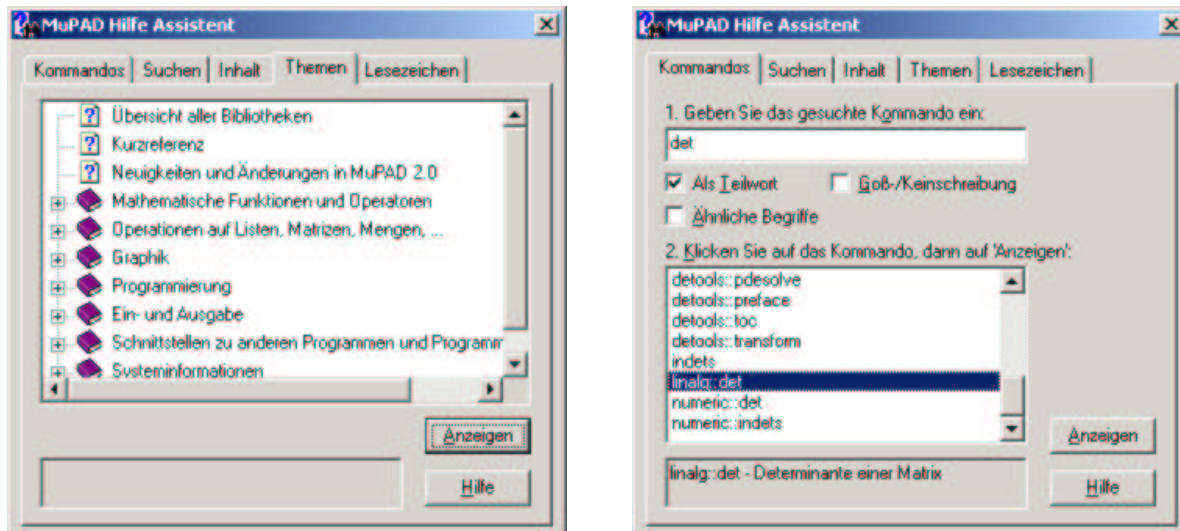 MuPAD Hilfe Assistent
Kommandos Suchen Inhalt Themen Lesezeichen
Übersicht aller Bibliotheken
Kurzreferenz
Neuigkeiten und Änderungen in MuPAD 2.0
Mathematische Funktionen und Operatoren
Operationen auf Listen, Matrizen, Mengen, ...
Graphik
Programmierung
Ein- und Ausgabe
Schnittstellen zu anderen Programmen und Programm
Systeminformationen
Anzeigen
Hilfe
MuPAD Hilfe Assistent
Kommandos Suchen Inhalt Themen Lesezeichen
1. Geben Sie das gesuchte Kommando ein:
det
Als Teilwort Goß-/Keinschreibung
Ähnliche Begriffe
2. Klicken Sie auf das Kommando, dann auf 'Anzeigen':
detools::pdesolve
detools::preface
detools::toc
detools::transform
indets
linalg::det
numeric::det
numeric::indets
Anzeigen
linalg::det - Determinante einer Matrix
Hilfe